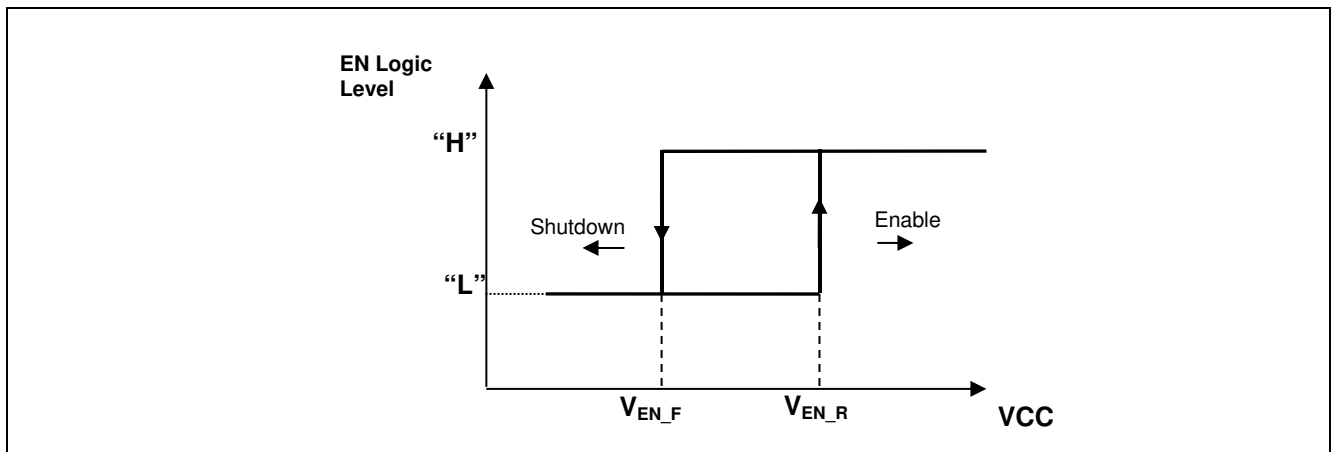 EN Logic
Level
“H”
Shutdown
Enable
“L”
VEN_F
VEN_R
VCC